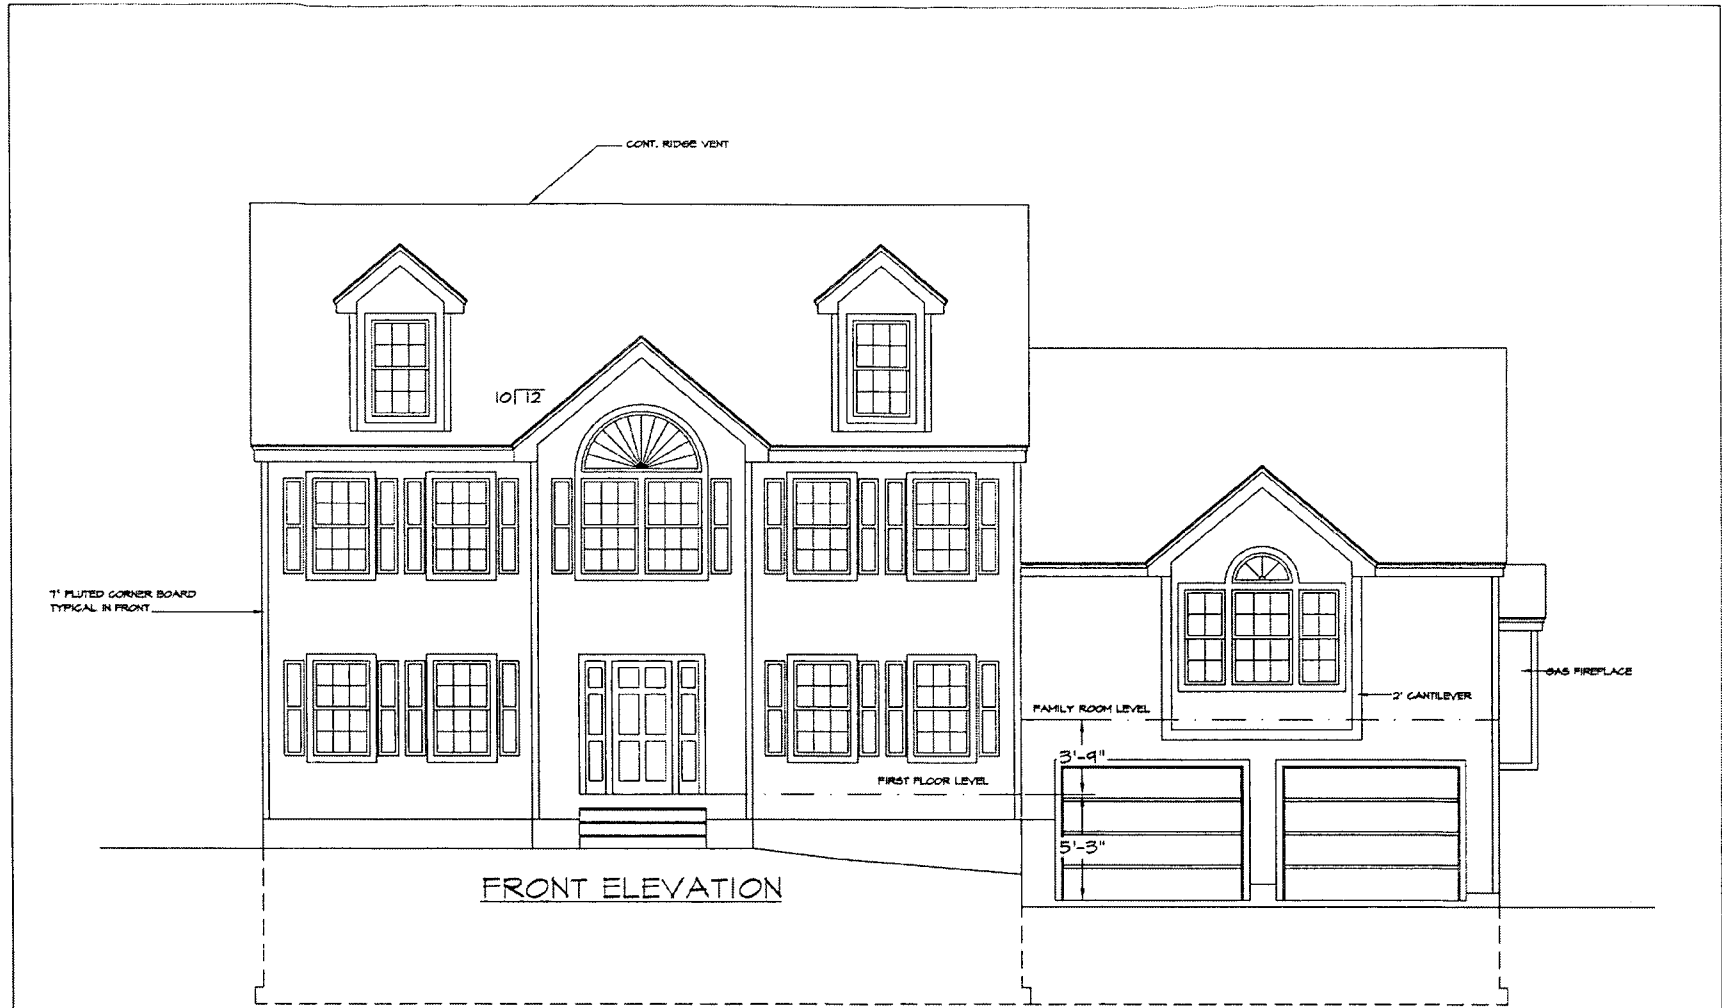 CONT. RIDGE VENT
10 12
7" FLUTED CORNER BOARD
TYPICAL IN FRONT
GAS FIREPLACE
2' CANTILEVER
FAMILY ROOM LEVEL
3'-9"
FIRST FLOOR LEVEL
5'-3"
FRONT ELEVATION